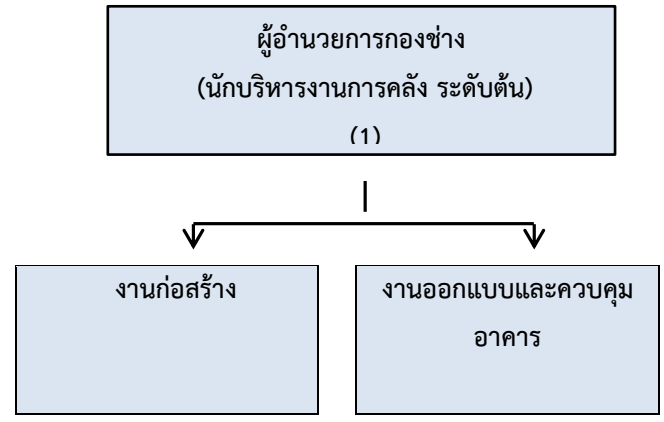 ผู้อำนวยการกองช่าง
(นักบริหารงานการคลัง ระดับต้น)
(1)
งานก่อสร้าง
งานออกแบบและควบคุม
อาคาร